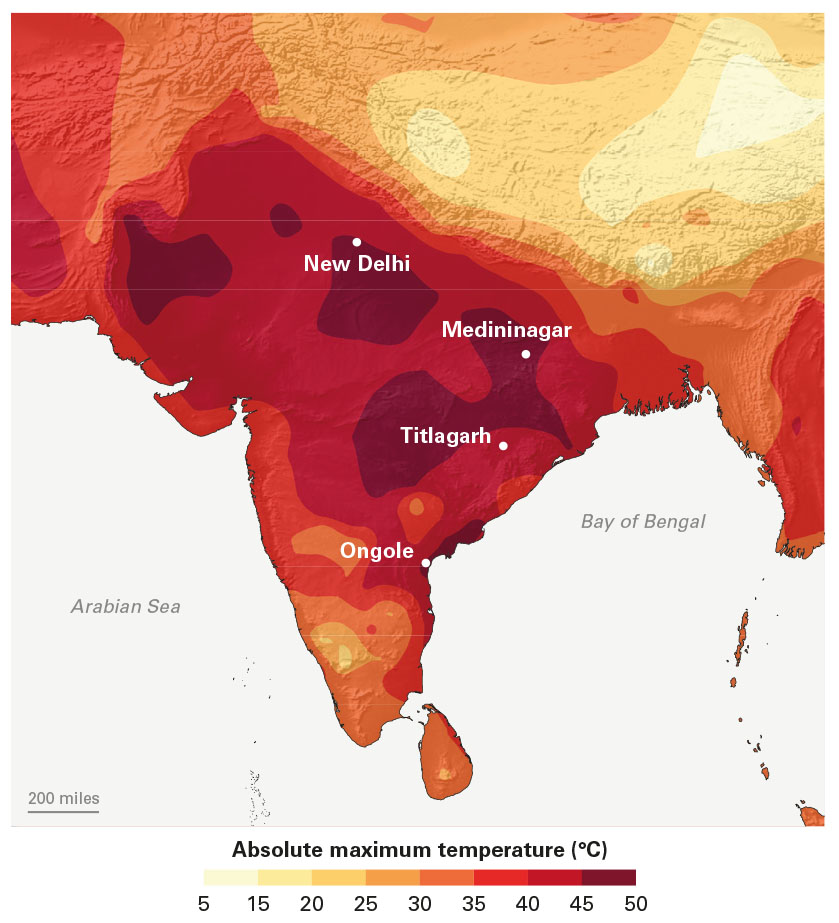 New Delhi
Medininagar
Titlagarh
Bay of Bengal
Ongole
Arabian Sea
200 miles
Absolute maximum temperature (°C)
5 15 20 25 30 35 40 45 50